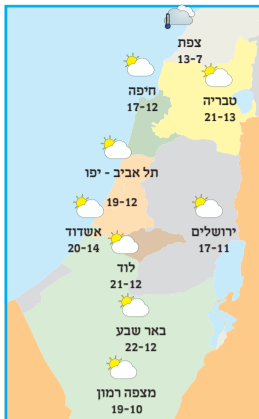 צפת
13-7
חיפה
17-12
טבריה
21-13
תל אביב - יפו
19-12
אשדוד
20-14
ירושלים
17-11
לוד
21-12
באר שבע
22-12
מצפה רמון
19-10